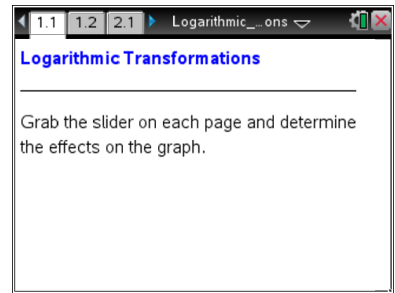 1.1 1.2 2.1 Logarithmic_...ons
Logarithmic Transformations
Grab the slider on each page and determine
the effects on the graph.